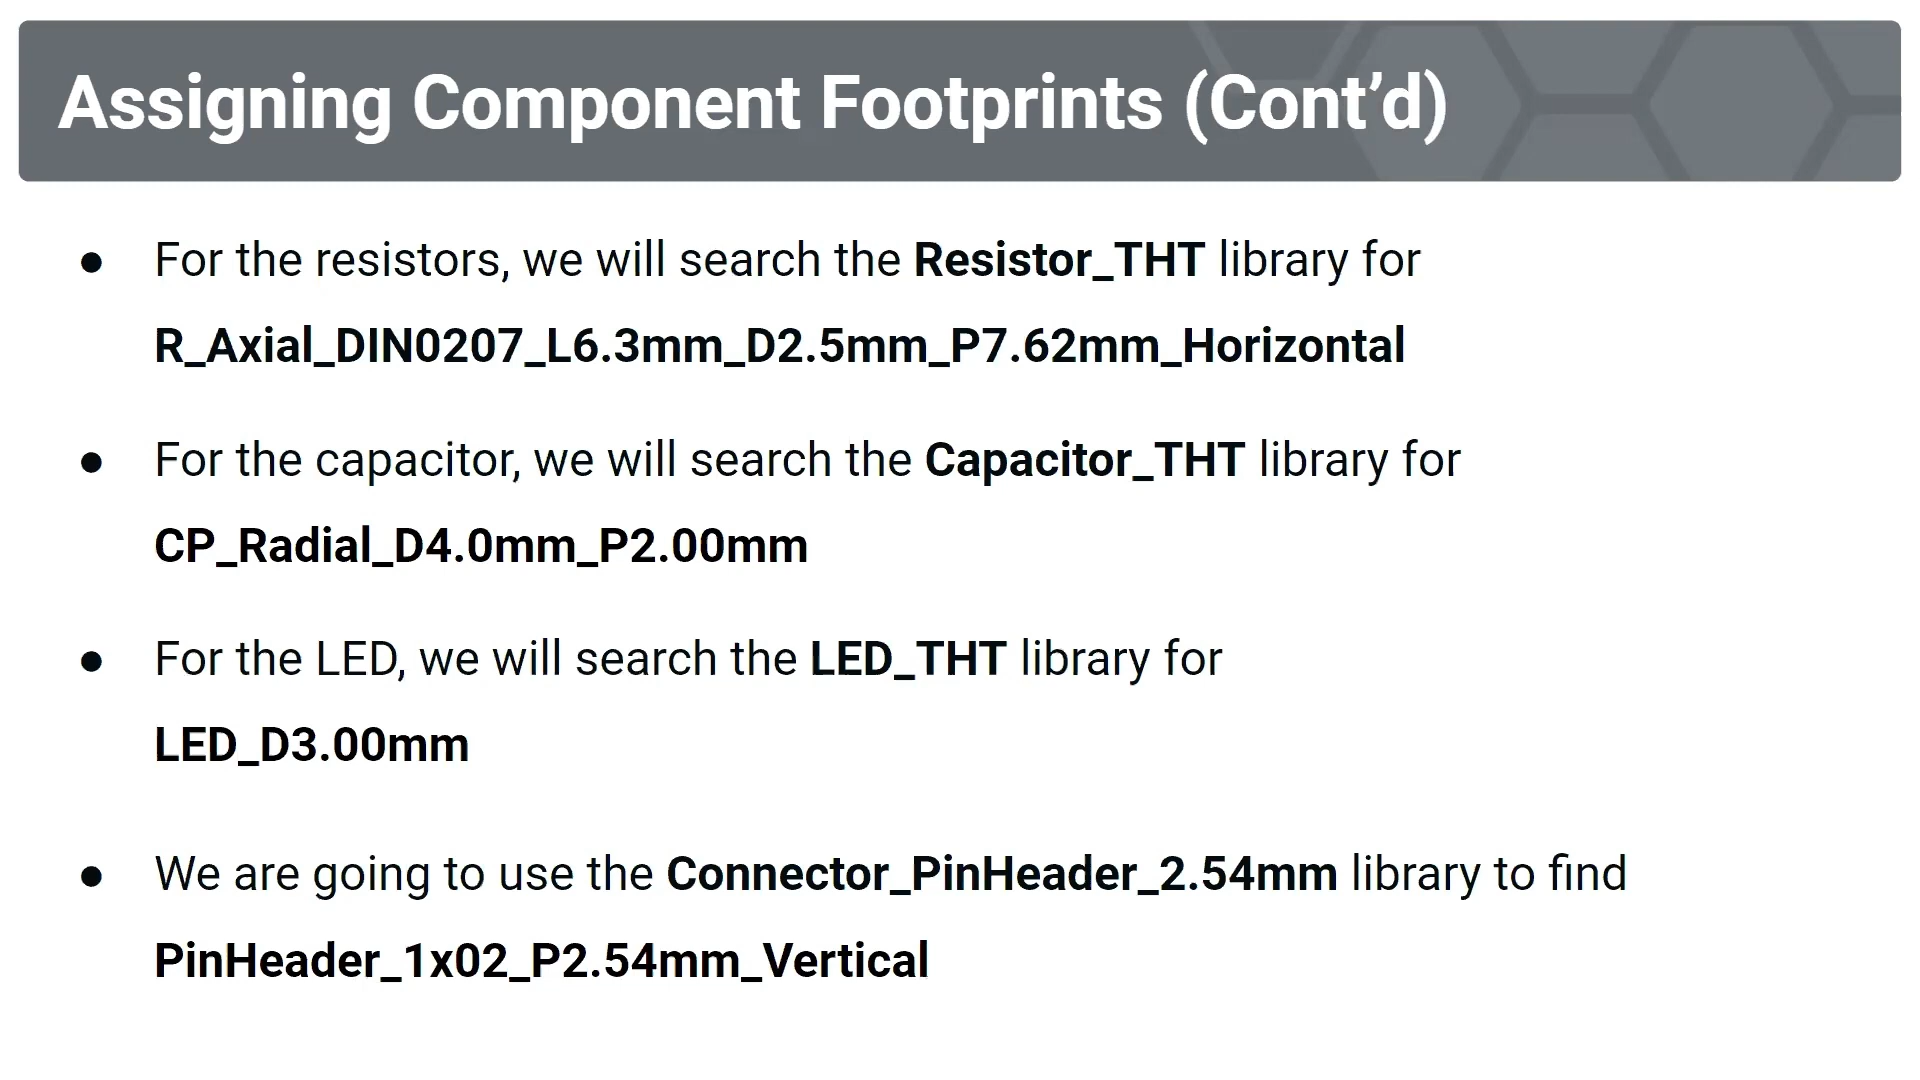 Assigning Component Footprints (Cont’d)
● For the resistors, we will search the Resistor_THT library for
R_Axial_DIN0207_L6.3mm_D2.5mm_P7.62mm_Horizontal
● For the capacitor, we will search the Capacitor_THT library for
CP_Radial_D4.0mm_P2.00mm
● For the LED, we will search the LED_THT library for
LED_D3.00mm
● We are going to use the Connector_PinHeader_2.54mm library to find
PinHeader_1x02_P2.54mm_Vertical